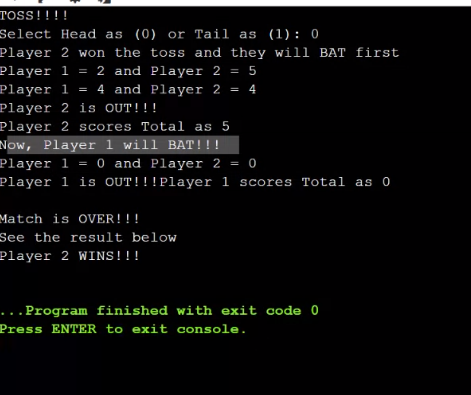 TOSS!!!!
Select Head as (0) or Tail as (1): 0
Player 2 won the toss and they will BAT first
Player 1 = 2 and Player 2 = 5
Player 1 = 4 and Player 2 = 4
Player 2 is OUT!!!
Player 2 scores Total as 5
Now, Player 1 will BAT!!!
Player 1 = 0 and Player 2 = 0
Player 1 is OUT!!!Player 1 scores Total as 0
Match is OVER!!!
See the result below
Player 2 WINS!!!
...Program finished with exit code 0
Press ENTER to exit console.